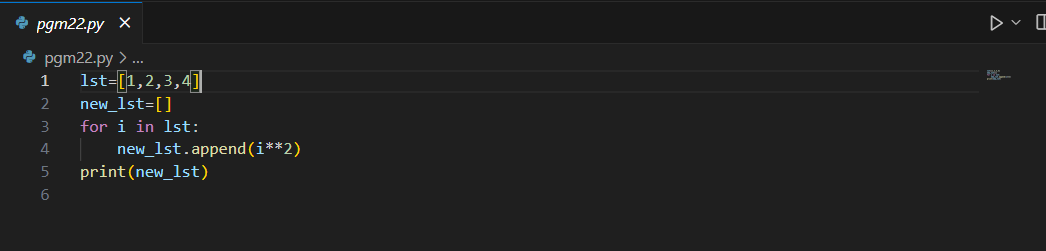 pgm22.py
pgm22.py > ...
1 lst=[1,2,3,4]
2 new_lst=[]
3 for i in lst:
4     new_lst.append(i**2)
5 print(new_lst)
6